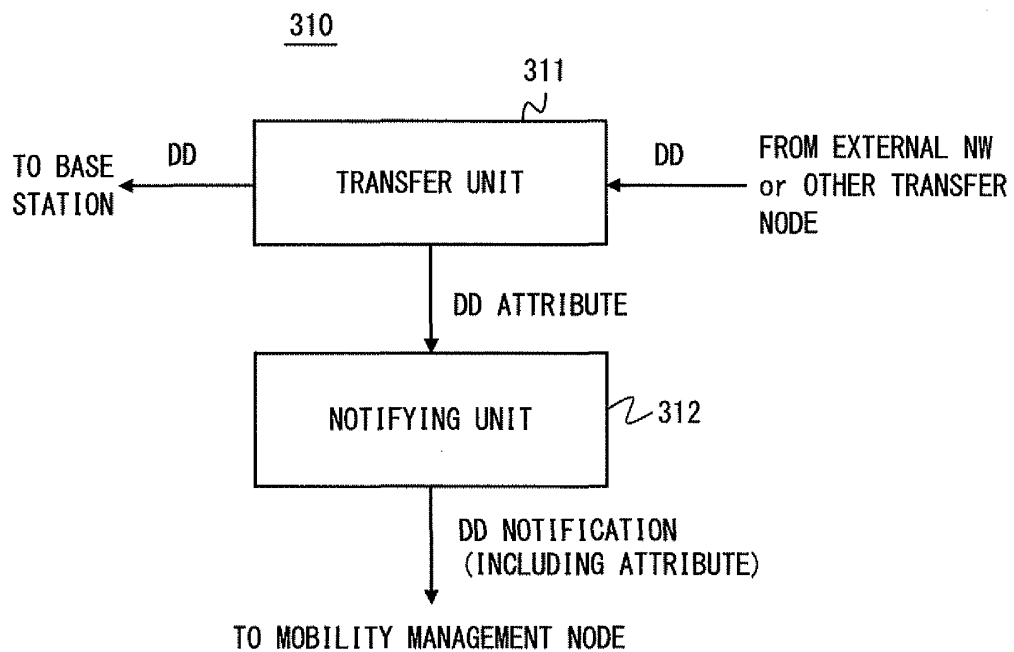 310
311
TO BASE
STATION
DD
TRANSFER UNIT
DD
FROM EXTERNAL NW
or OTHER TRANSFER
NODE
DD ATTRIBUTE
NOTIFYING UNIT
312
DD NOTIFICATION
(INCLUDING ATTRIBUTE)
TO MOBILITY MANAGEMENT NODE